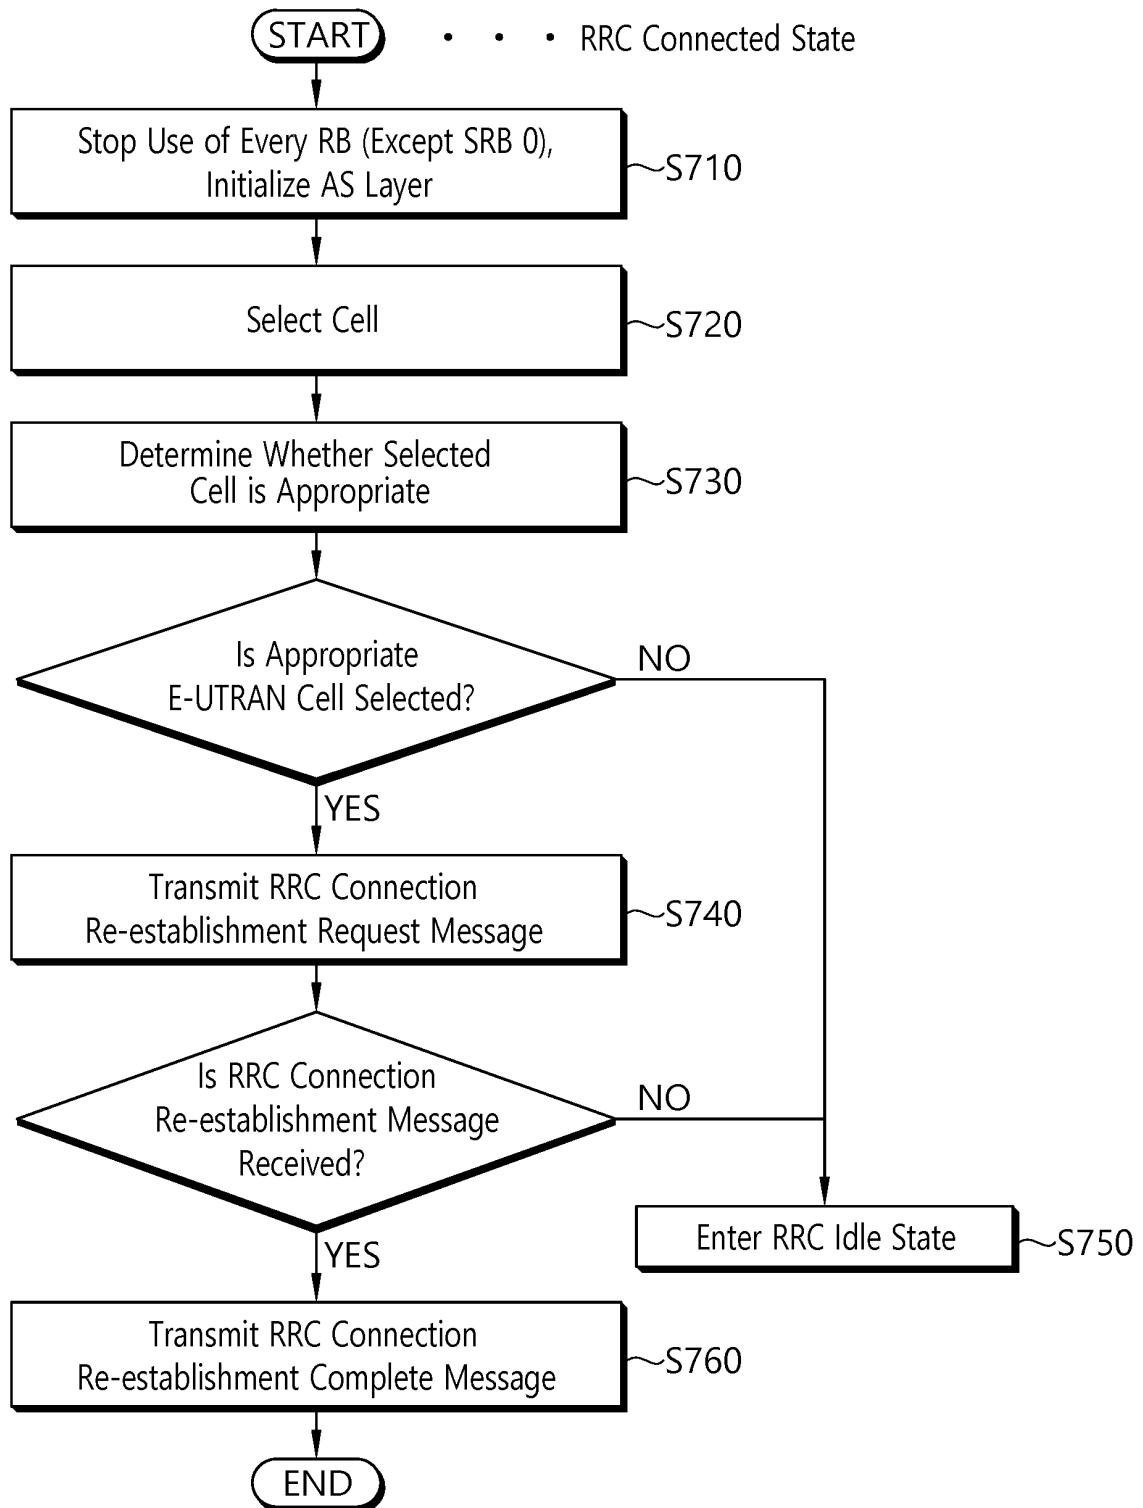 START
· · · RRC Connected State
Stop Use of Every RB (Except SRB 0),
Initialize AS Layer
S710
Select Cell
S720
Determine Whether Selected
Cell is Appropriate
S730
Is Appropriate
E-UTRAN Cell Selected?
NO
YES
Transmit RRC Connection
Re-establishment Request Message
S740
Is RRC Connection
Re-establishment Message
Received?
NO
YES
Enter RRC Idle State
S750
Transmit RRC Connection
Re-establishment Complete Message
S760
END